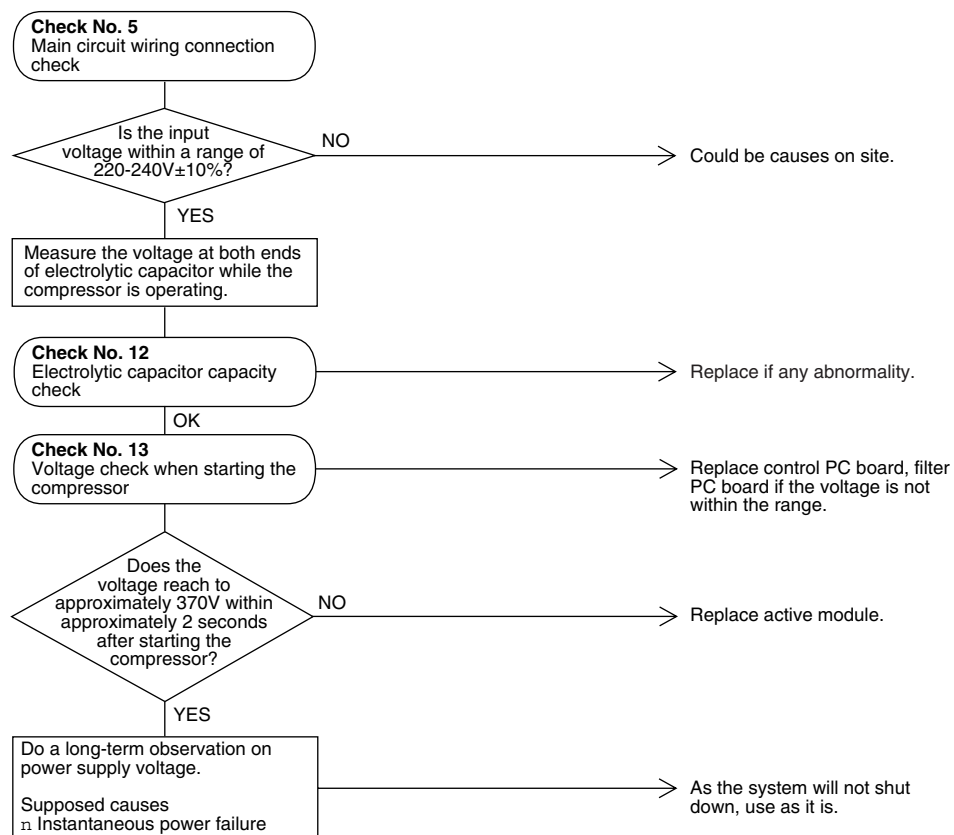 Check No. 5
Main circuit wiring connection
check
Is the input
voltage within a range of
220-240V±10%?
NO
Could be causes on site.
YES
Measure the voltage at both ends
of electrolytic capacitor while the
compressor is operating.
Check No. 12
Electrolytic capacitor capacity
check
Replace if any abnormality.
OK
Check No. 13
Voltage check when starting the
compressor
Replace control PC board, filter
PC board if the voltage is not
within the range.
Does the
voltage reach to
approximately 370V within
approximately 2 seconds
after starting the
compressor?
NO
Replace active module.
YES
Do a long-term observation on
power supply voltage.
Supposed causes
n Instantaneous power failure
As the system will not shut
down, use as it is.